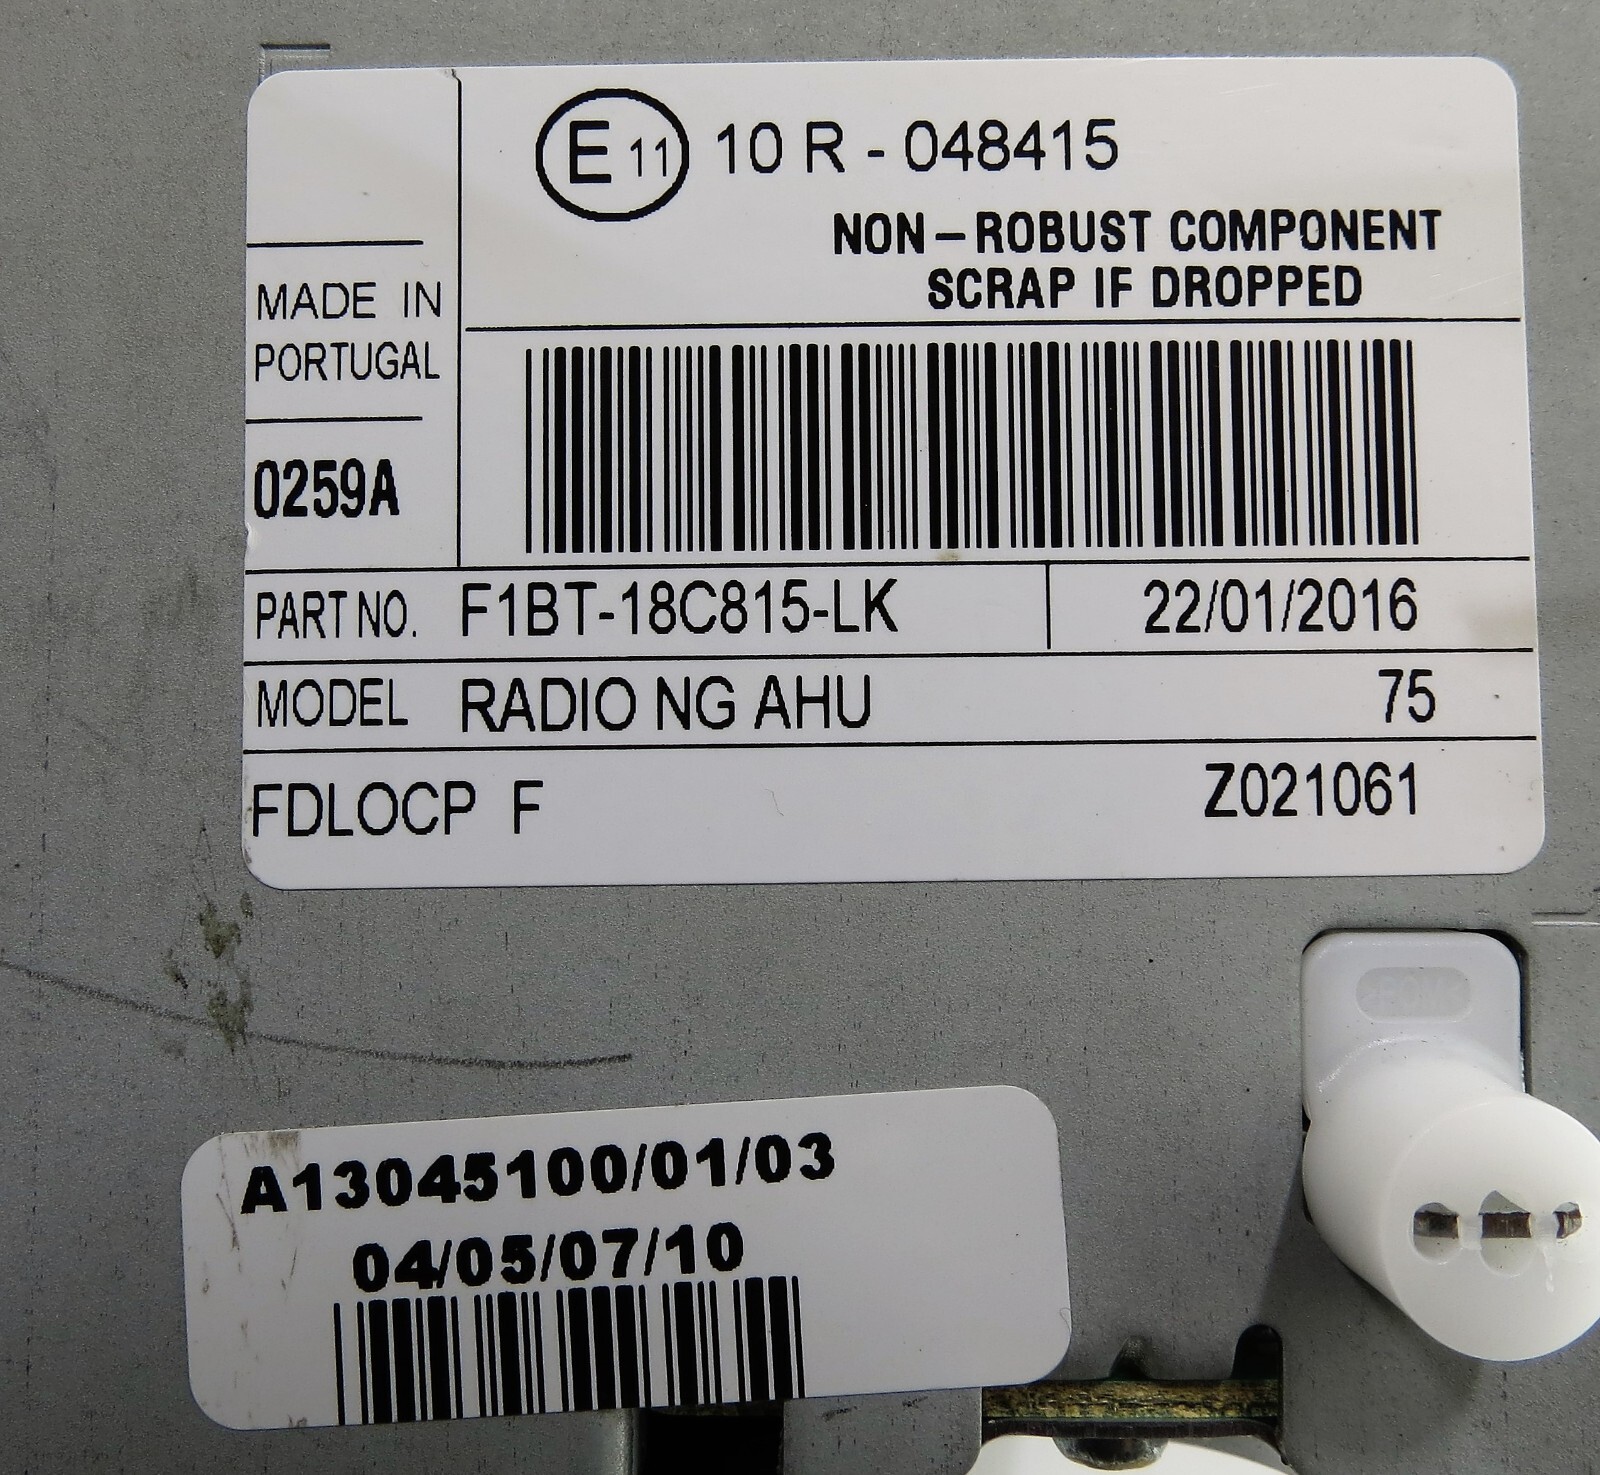 E 11 10 R - 048415
NON-ROBUST COMPONENT
SCRAP IF DROPPED
MADE IN
PORTUGAL
0259A
PART NO. F1BT-18C815-LK 22/01/2016
MODEL RADIO NG AHU 75
FDLOCP F Z021061
A13045100/01/03
04/05/07/10